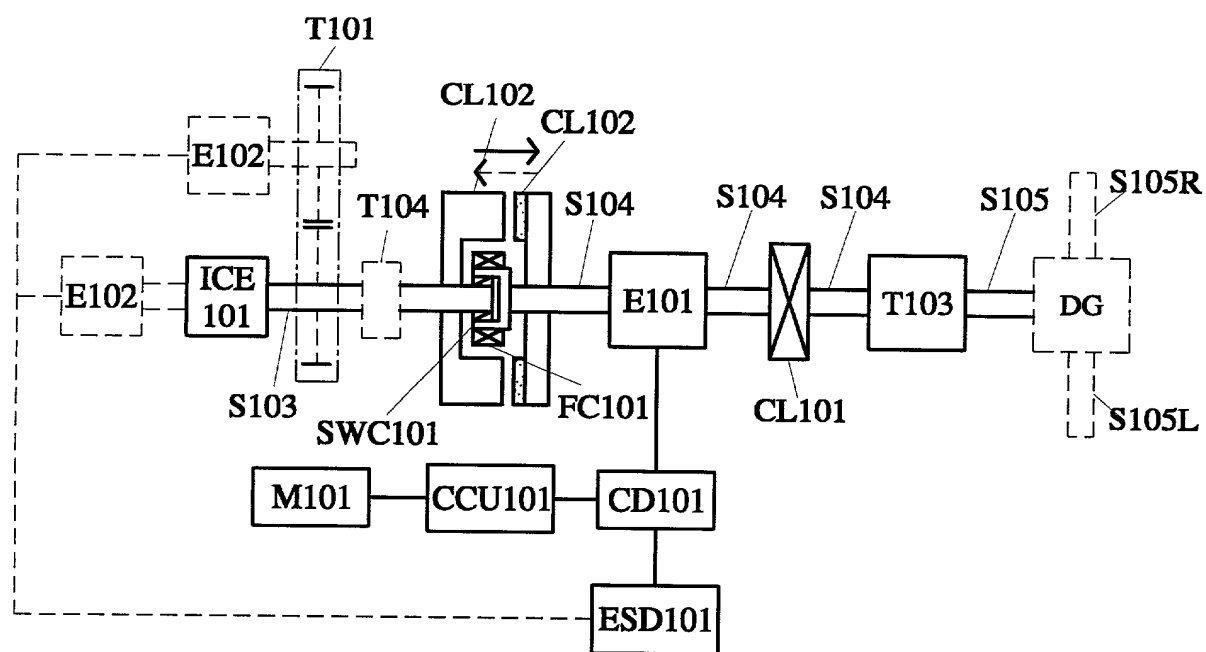 T101
CL102
CL102
E102
T104
S104
S104
S104
S105
S105R
E102
ICE
101
E101
T103
DG
S103
SWC101
FC101
CL101
S105L
M101
CCU101
CD101
ESD101